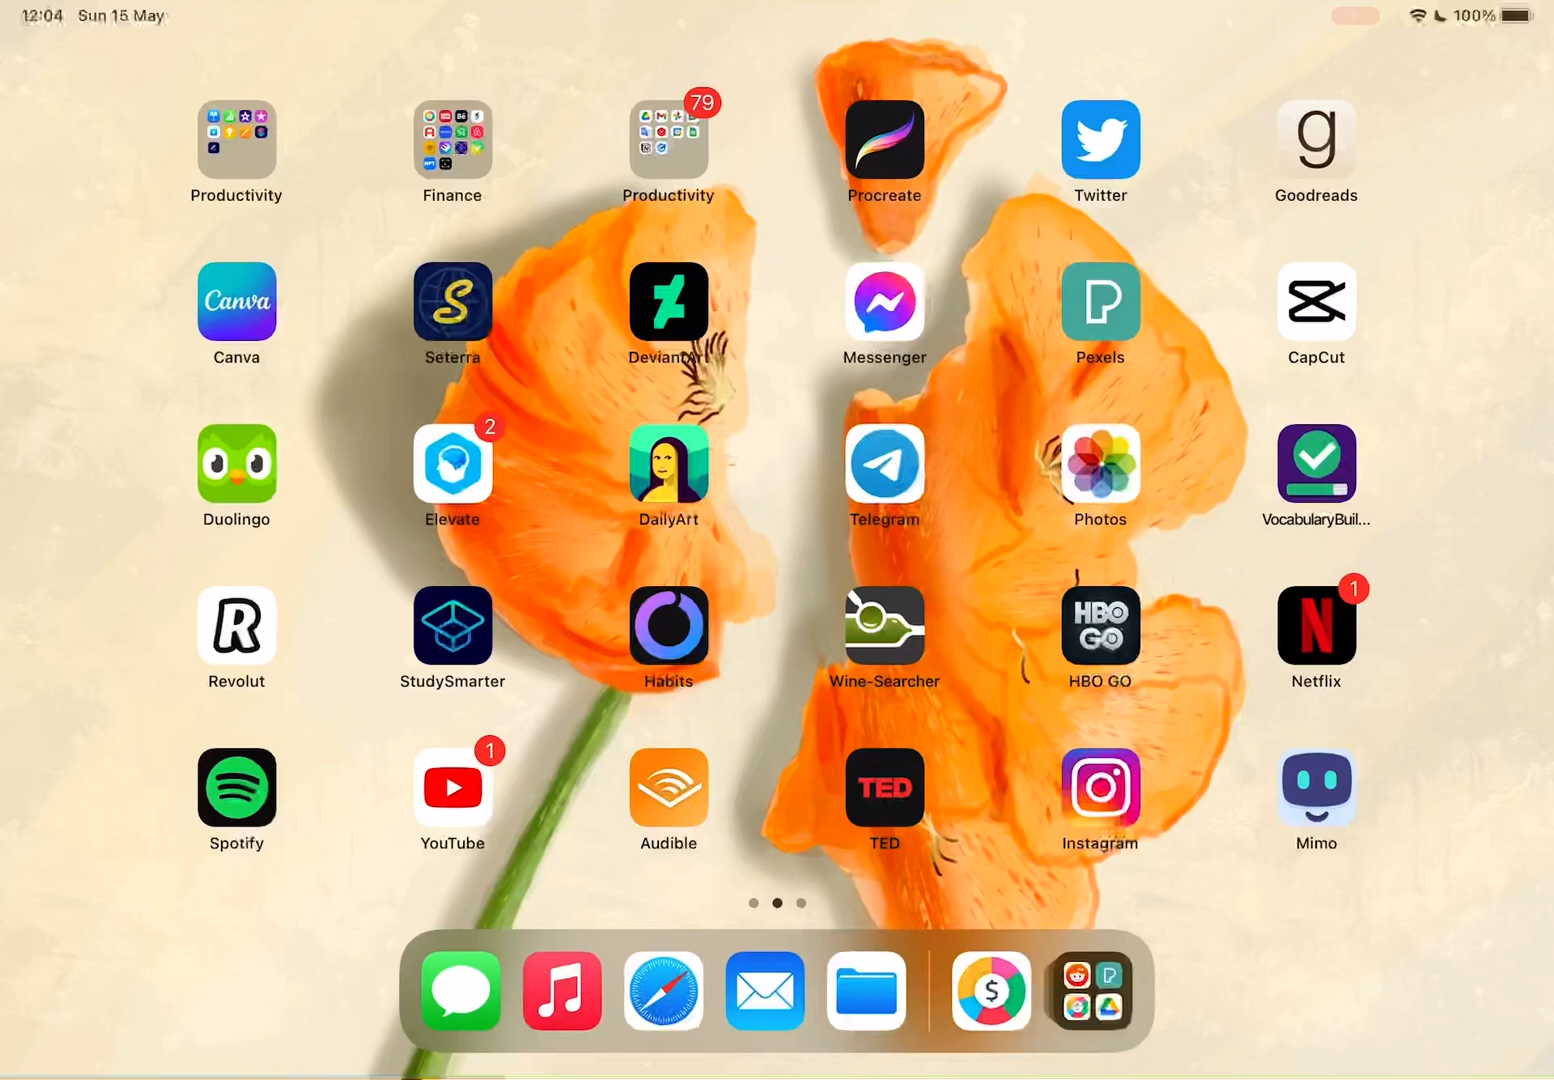 12:04 Sun 15 May 100%
79
Productivity Finance Productivity Procreate Twitter Goodreads
g
Canva
S
P
Canva Seterra DeviantArt Messenger Pexels CapCut
2
Duolingo Elevate DailyArt Telegram Photos VocabularyBuil...
1
R HBO GO N
Revolut StudySmarter Habits Wine-Searcher HBO GO Netflix
1
TED
Spotify YouTube Audible TED Instagram Mimo
$